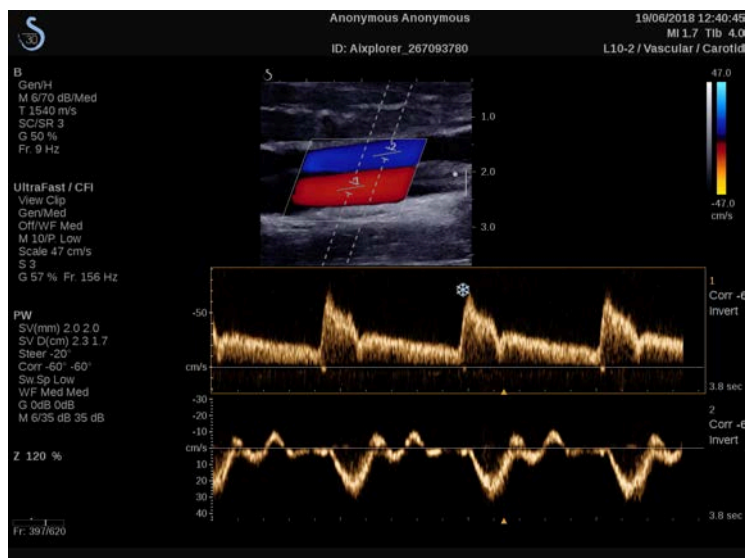 Anonymous Anonymous
19/06/2018 12:40:45
MI 1.7 TIb 4.0
ID: Aixplorer_267093780
L10-2 / Vascular / Carotid
30
B
Gen/H
M 6/70 dB/Med
T 1540 m/s
SC/SR 3
G 50 %
Fr. 9 Hz
UltraFast / CFI
View Clip
Gen/Med
Off/WF Med
M 10/P. Low
Scale 47 cm/s
S 3
G 57 % Fr. 156 Hz
PW
SV(mm) 2.0 2.0
SV D(cm) 2.3 1.7
Steer -20°
Corr -60° -60°
Sw.Sp Low
WF Med Med
G 0dB 0dB
M 6/35 dB 35 dB
Z 120 %
Fr: 397/620
1.0
2.0
3.0
47.0
-47.0
cm/s
-50
cm/s
1
Corr -6
Invert
3.8 sec
-30
-20
-10
cm/s
10
20
30
40
2
Corr -6
Invert
3.8 sec